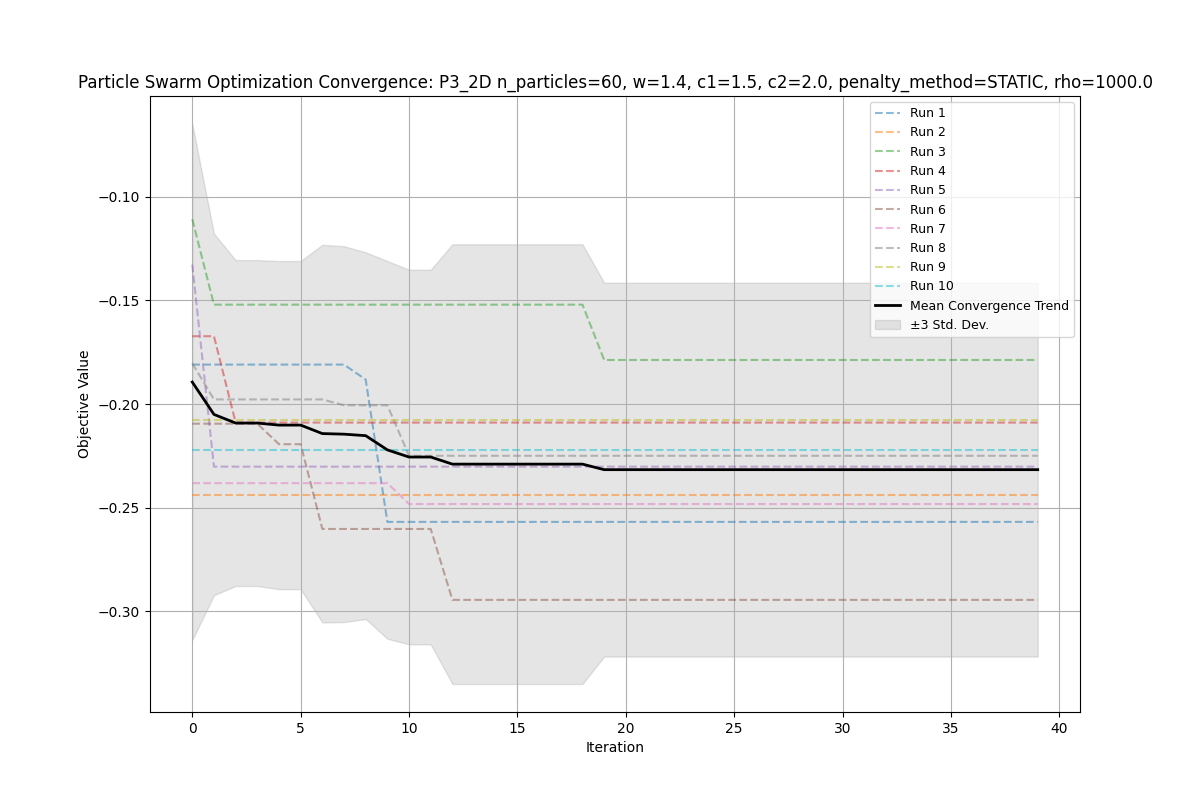 Particle Swarm Optimization Convergence: P3_2D n_particles=60, w=1.4, c1=1.5, c2=2.0, penalty_method=STATIC, rho=1000.0
Run 1
Run 2
Run 3
Run 4
Run 5
Run 6
Run 7
Run 8
Run 9
Run 10
Mean Convergence Trend
±3 Std. Dev.
Objective Value
−0.10
−0.15
−0.20
−0.25
−0.30
0 5 10 15 20 25 30 35 40
Iteration